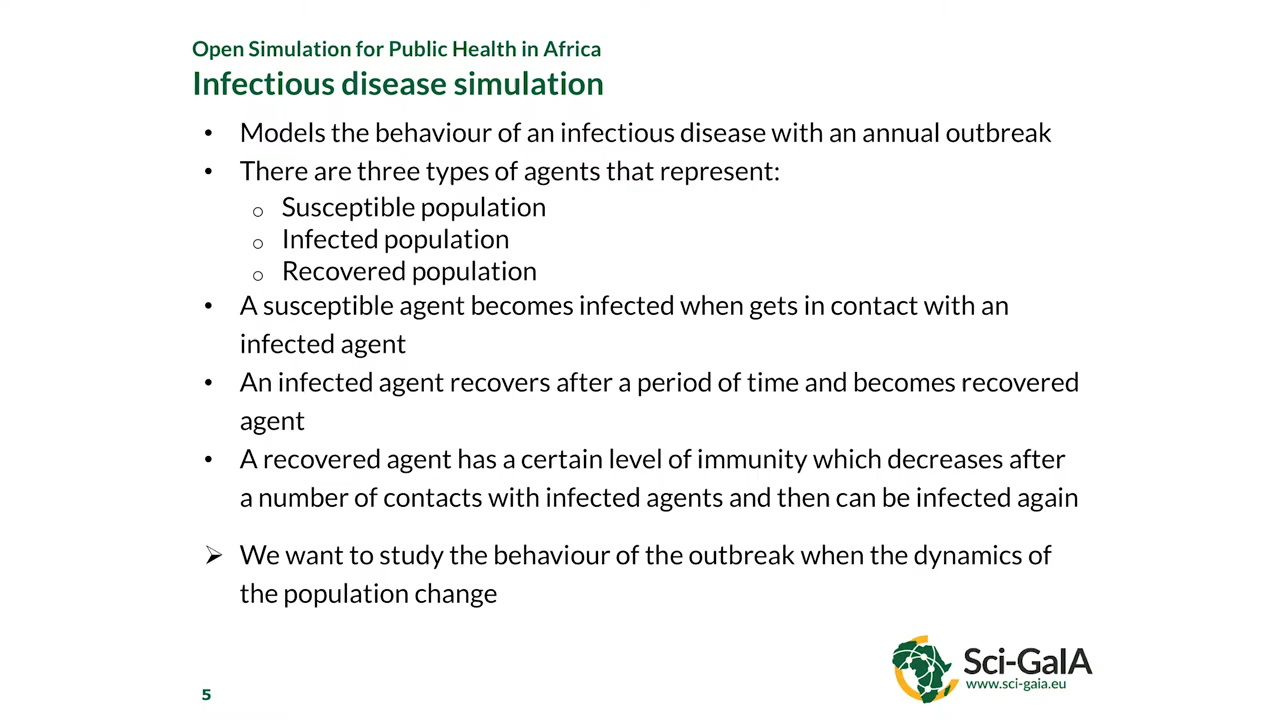 Open Simulation for Public Health in Africa
Infectious disease simulation
• Models the behaviour of an infectious disease with an annual outbreak
• There are three types of agents that represent:
o Susceptible population
o Infected population
o Recovered population
• A susceptible agent becomes infected when gets in contact with an
infected agent
• An infected agent recovers after a period of time and becomes recovered
agent
• A recovered agent has a certain level of immunity which decreases after
a number of contacts with infected agents and then can be infected again
➢ We want to study the behaviour of the outbreak when the dynamics of
the population change
Sci-GaIA
www.sci-gaia.eu
5